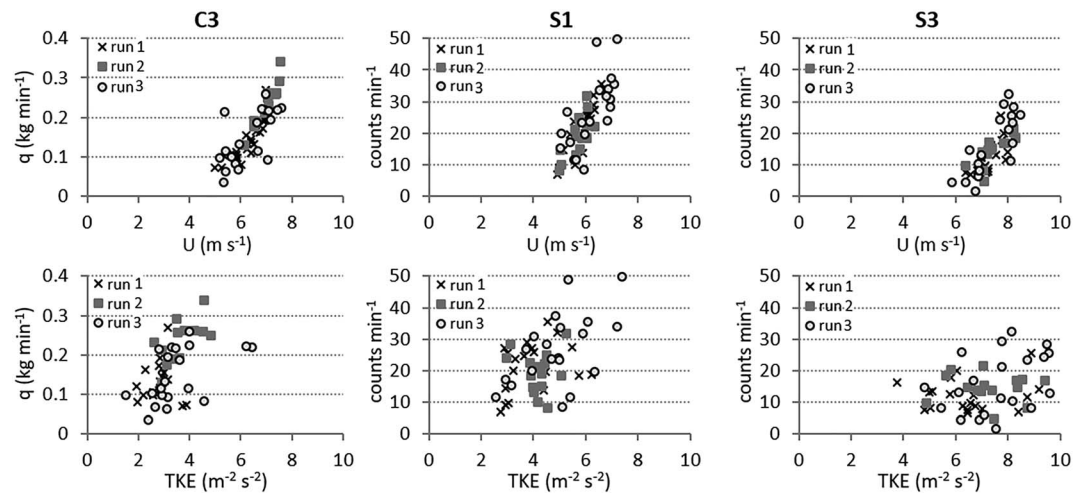 C3
S1
S3
q (kg min⁻¹)
0.4
0.3
0.2
0.1
0
run 1
run 2
run 3
0 2 4 6 8 10
U (m s⁻¹)
counts min⁻¹
50
40
30
20
10
0
run 1
run 2
run 3
0 2 4 6 8 10
U (m s⁻¹)
counts min⁻¹
50
40
30
20
10
0
run 1
run 2
run 3
0 2 4 6 8 10
U (m s⁻¹)
q (kg min⁻¹)
0.4
0.3
0.2
0.1
0
run 1
run 2
run 3
0 2 4 6 8 10
TKE (m⁻² s⁻²)
counts min⁻¹
50
40
30
20
10
0
run 1
run 2
run 3
0 2 4 6 8 10
TKE (m⁻² s⁻²)
counts min⁻¹
50
40
30
20
10
0
run 1
run 2
run 3
0 2 4 6 8 10
TKE (m⁻² s⁻²)